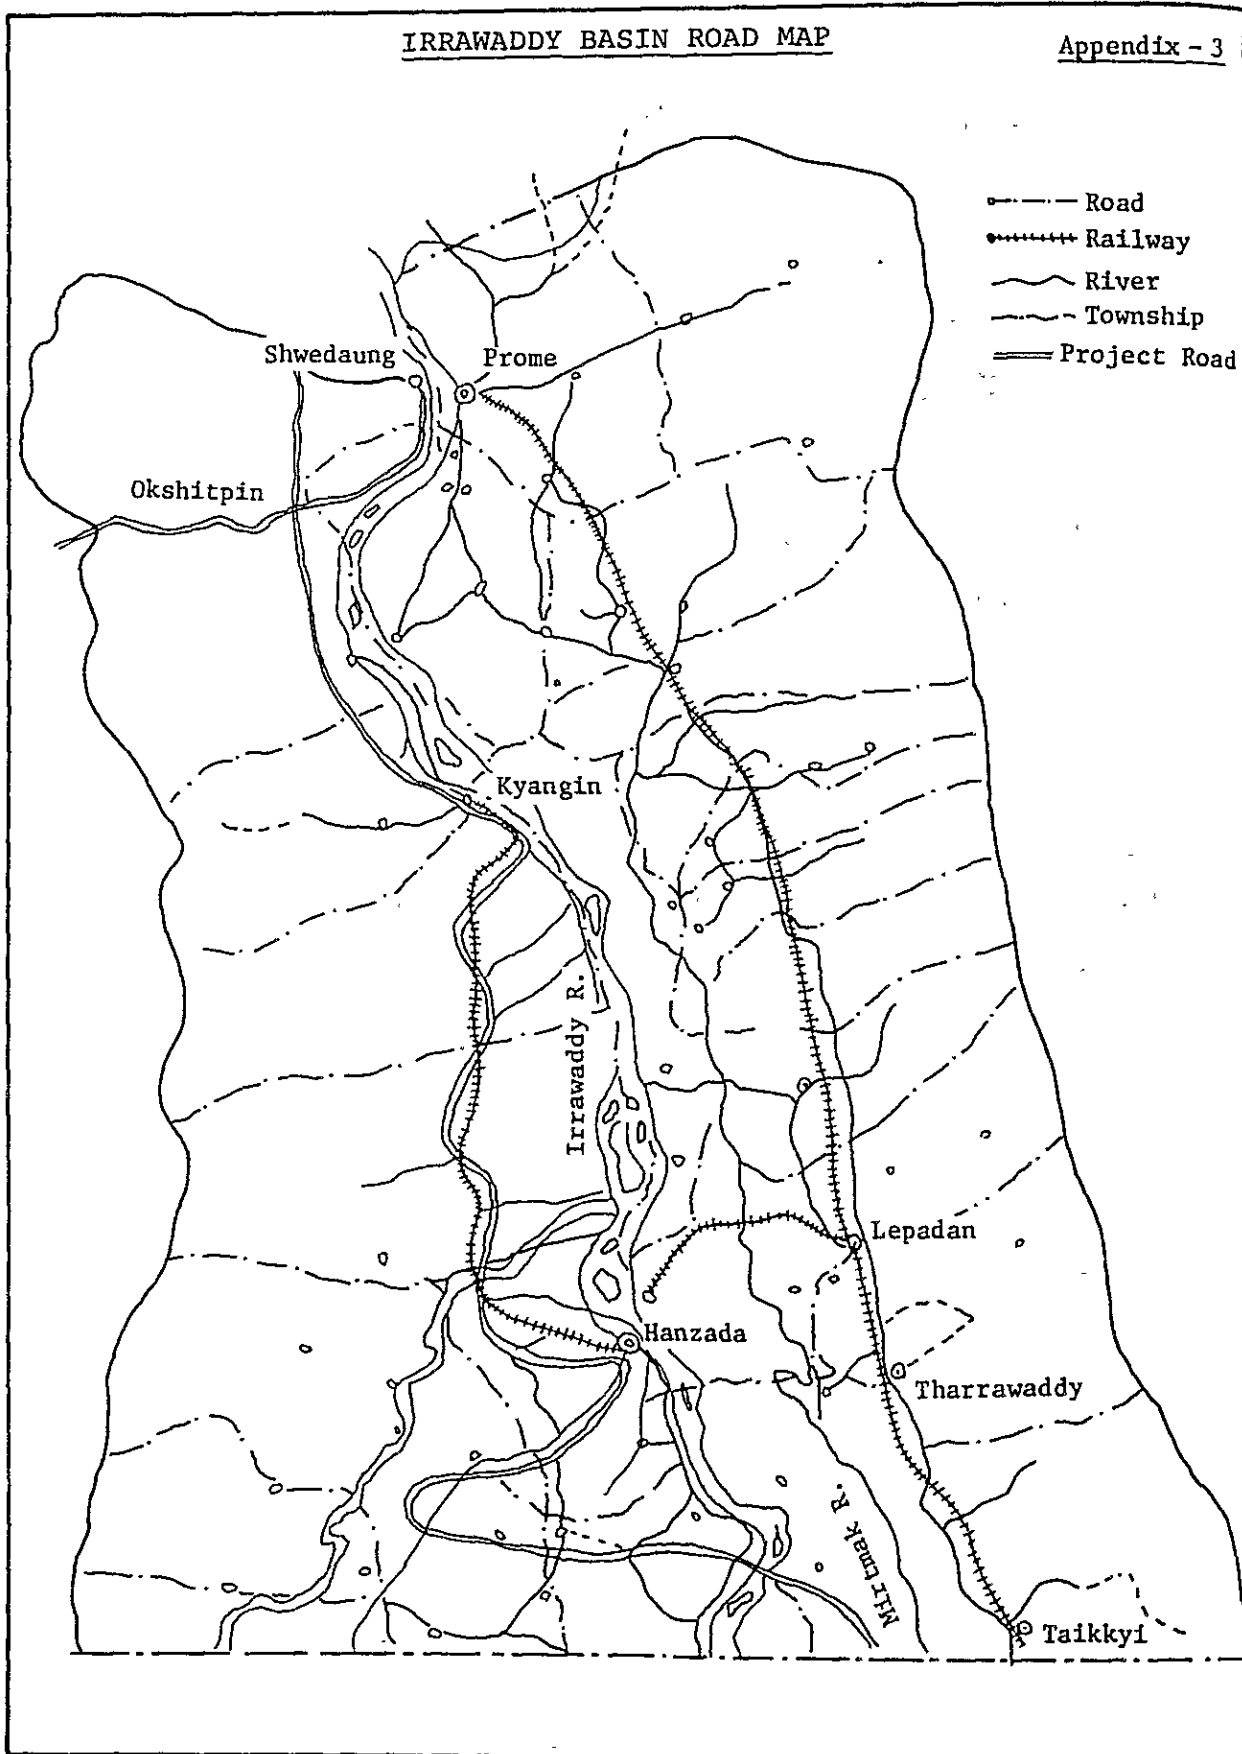 IRRAWADDY BASIN ROAD MAP
Appendix - 3
Road
Railway
River
Township
Project Road
Shwedaung
Prome
Okshitpin
Kyangin
Irrawaddy R.
Lepadan
Hanzada
Tharrawaddy
Mirtmak R.
Taikkyi